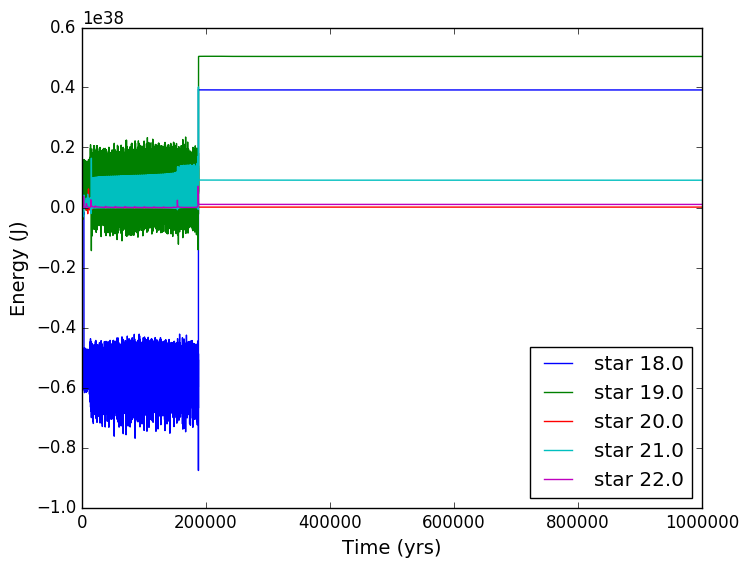 1e38
0.6
0.4
0.2
0.0
−0.2
−0.4
−0.6
−0.8
−1.0
Energy (J)
0 200000 400000 600000 800000 1000000
Time (yrs)
star 18.0
star 19.0
star 20.0
star 21.0
star 22.0